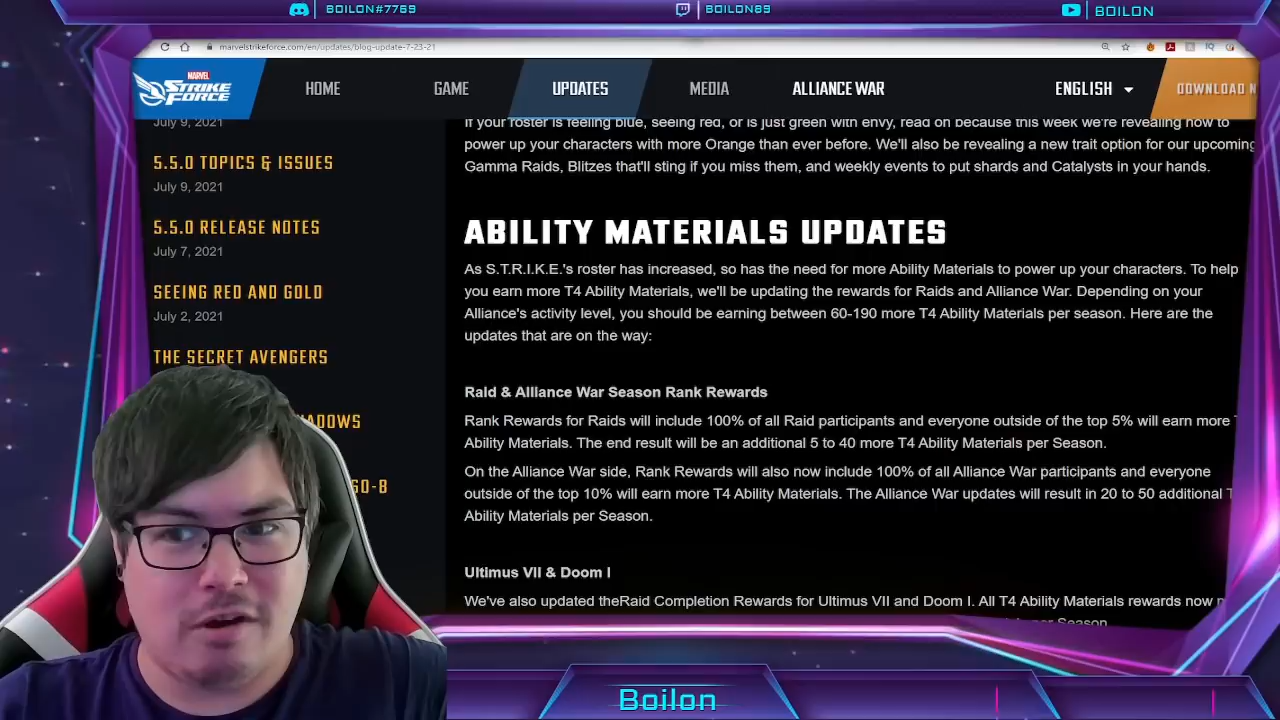 BOILON#7769
BOILON89
BOILON
marvelstrikeforce.com/en/updates/blog-update-7-23-21
MARVEL
STRIKE
FORCE
HOME
GAME
UPDATES
MEDIA
ALLIANCE WAR
ENGLISH
DOWNLOAD
July 9, 2021
5.5.0 TOPICS & ISSUES
July 9, 2021
5.5.0 RELEASE NOTES
July 7, 2021
SEEING RED AND GOLD
July 2, 2021
THE SECRET AVENGERS
If your roster is feeling blue, seeing red, or is just green with envy, read on because this week we're revealing how to
power up your characters with more Orange than ever before. We'll also be revealing a new trait option for our upcoming
Gamma Raids, Blitzes that'll sting if you miss them, and weekly events to put shards and Catalysts in your hands.
ABILITY MATERIALS UPDATES
As S.T.R.I.K.E.'s roster has increased, so has the need for more Ability Materials to power up your characters. To help
you earn more T4 Ability Materials, we'll be updating the rewards for Raids and Alliance War. Depending on your
Alliance's activity level, you should be earning between 60-190 more T4 Ability Materials per season. Here are the
updates that are on the way:
Raid & Alliance War Season Rank Rewards
Rank Rewards for Raids will include 100% of all Raid participants and everyone outside of the top 5% will earn more
Ability Materials. The end result will be an additional 5 to 40 more T4 Ability Materials per Season.
On the Alliance War side, Rank Rewards will also now include 100% of all Alliance War participants and everyone
outside of the top 10% will earn more T4 Ability Materials. The Alliance War updates will result in 20 to 50 additional
Ability Materials per Season.
Ultimus VII & Doom I
We've also updated theRaid Completion Rewards for Ultimus VII and Doom I. All T4 Ability Materials rewards now
per Season.
Boilon